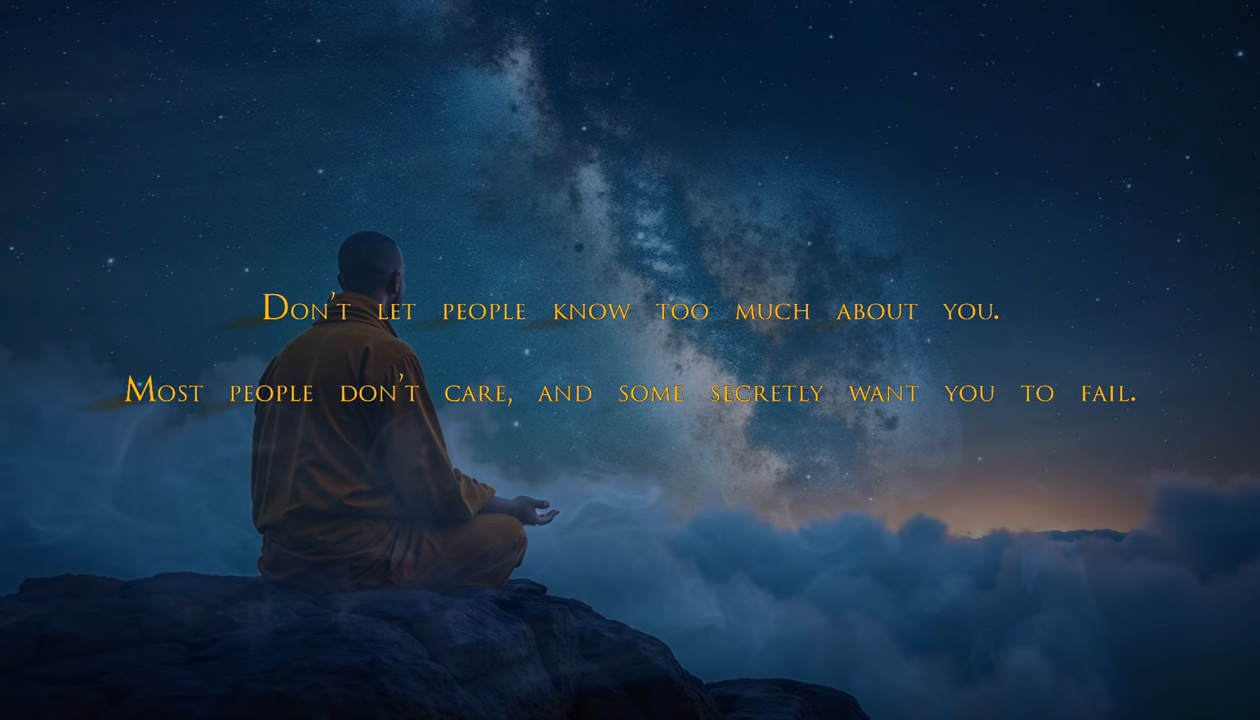 Don't let people know too much about you.
Most people don't care, and some secretly want you to fail.